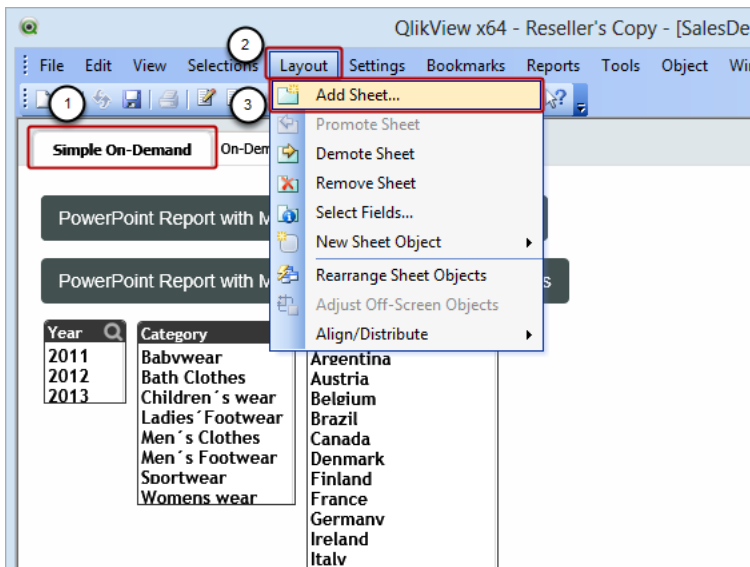 QlikView x64 - Reseller's Copy - [SalesDe
2
File Edit View Selections Layout Settings Bookmarks Reports Tools Object Win
1
3
Add Sheet...
Promote Sheet
Demote Sheet
Remove Sheet
Select Fields...
New Sheet Object
Rearrange Sheet Objects
Adjust Off-Screen Objects
Align/Distribute
Simple On-Demand On-Dem
PowerPoint Report with M
PowerPoint Report with M s
Year
2011
2012
2013
Category
Babywear
Bath Clothes
Children´s wear
Ladies´Footwear
Men´s Clothes
Men´s Footwear
Sportwear
Womens wear
Argentina
Austria
Belgium
Brazil
Canada
Denmark
Finland
France
Germany
Ireland
Italy